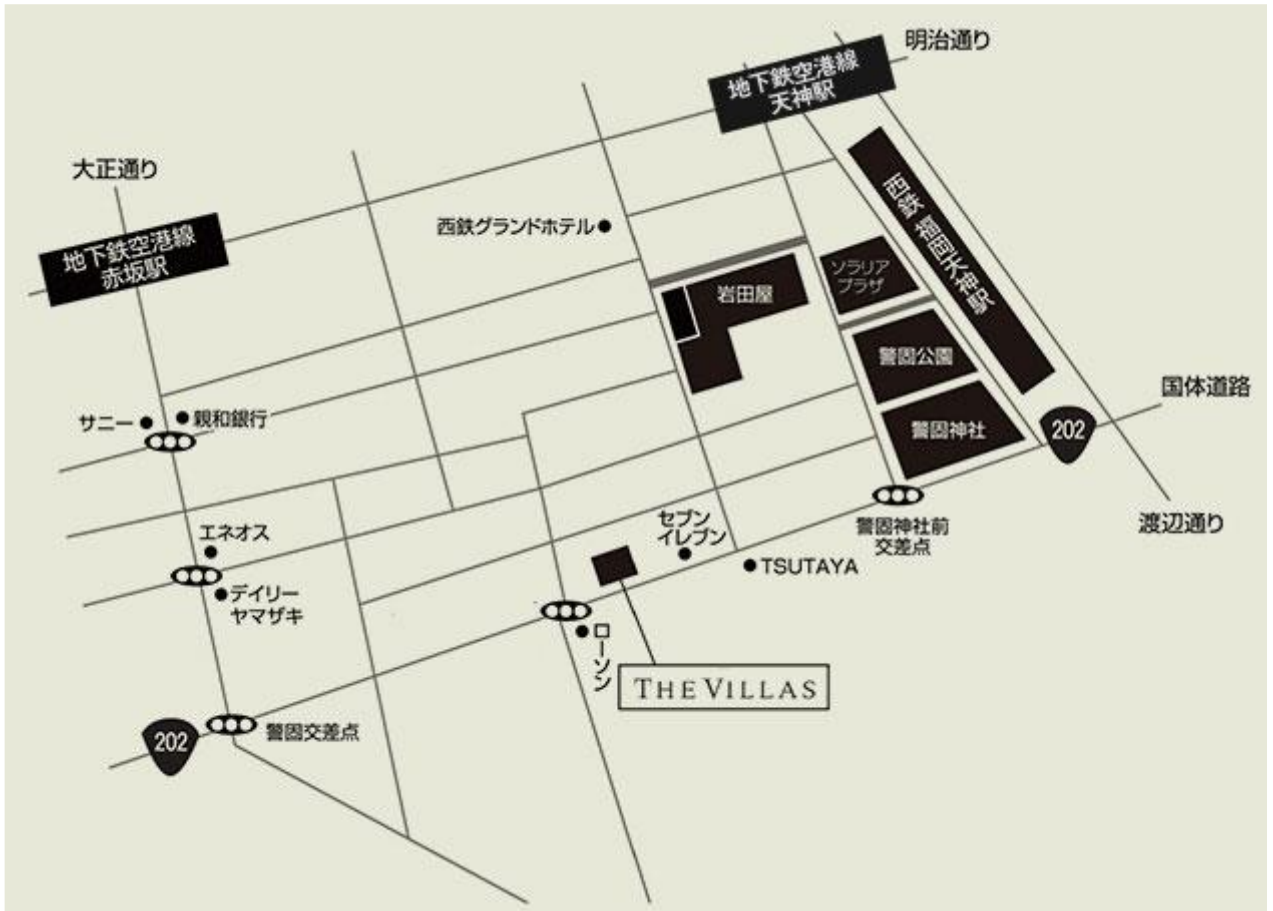 明治通り
地下鉄空港線
天神駅
大正通り
地下鉄空港線
赤坂駅
西鉄 福岡天神駅
西鉄グランドホテル
ソラリア
プラザ
岩田屋
警固公園
国体道路
サニー
親和銀行
警固神社
202
渡辺通り
警固神社前
交差点
セブン
イレブン
エネオス
TSUTAYA
デイリー
ヤマザキ
ローソン
THE VILLAS
202
警固交差点